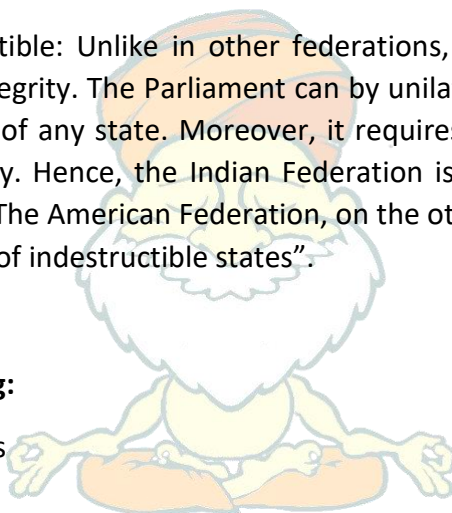 tible: Unlike in other federations,
egrity. The Parliament can by unila
of any state. Moreover, it requires
y. Hence, the Indian Federation is
The American Federation, on the ot
of indestructible states”.
g:
s